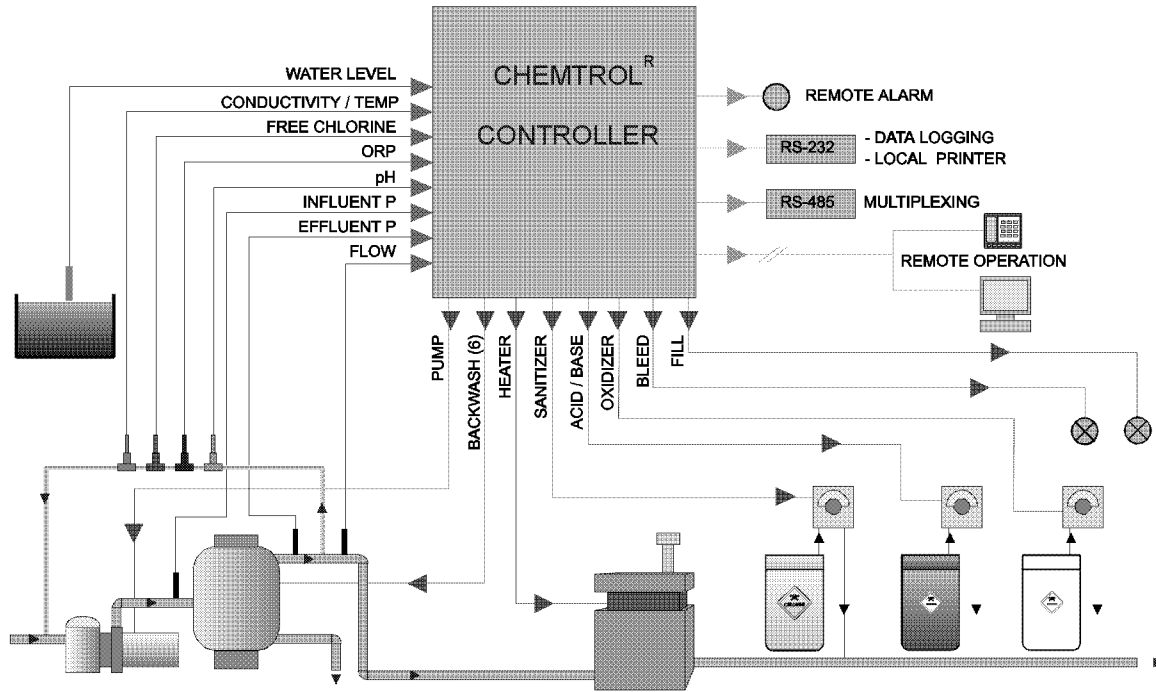 CHEMTROL R
CONTROLLER
WATER LEVEL
CONDUCTIVITY / TEMP
FREE CHLORINE
ORP
pH
INFLUENT P
EFFLUENT P
FLOW
REMOTE ALARM
RS-232
- DATA LOGGING
- LOCAL PRINTER
RS-485
MULTIPLEXING
REMOTE OPERATION
PUMP
BACKWASH (6)
HEATER
SANITIZER
ACID / BASE
OXIDIZER
BLEED
FILL
CHLORINE